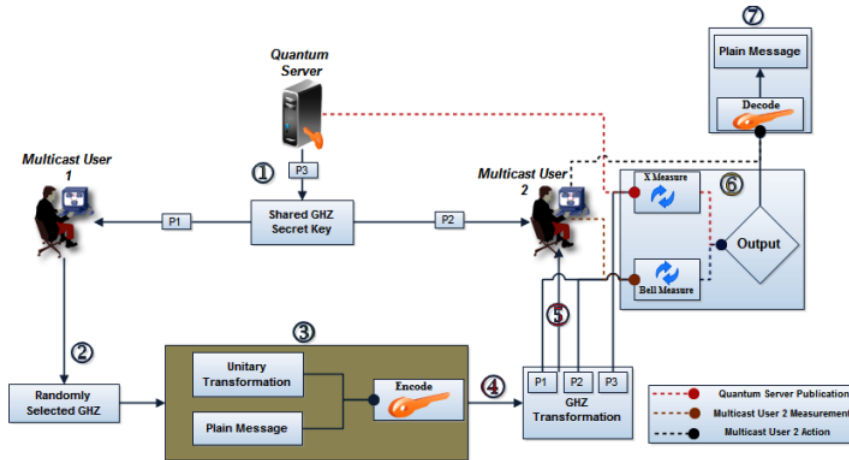 ⑦
Plain Message
Decode
Quantum
Server
①
P3
Multicast User
1
P1
Shared GHZ
Secret Key
P2
Multicast User
2
X Measure
⑥
Output
Bell Measure
②
③
⑤
Unitary
Transformation
Plain Message
Encode
④
Randomly
Selected GHZ
P1
P2
P3
GHZ
Transformation
Quantum Server Publication
Multicast User 2 Measurement
Multicast User 2 Action